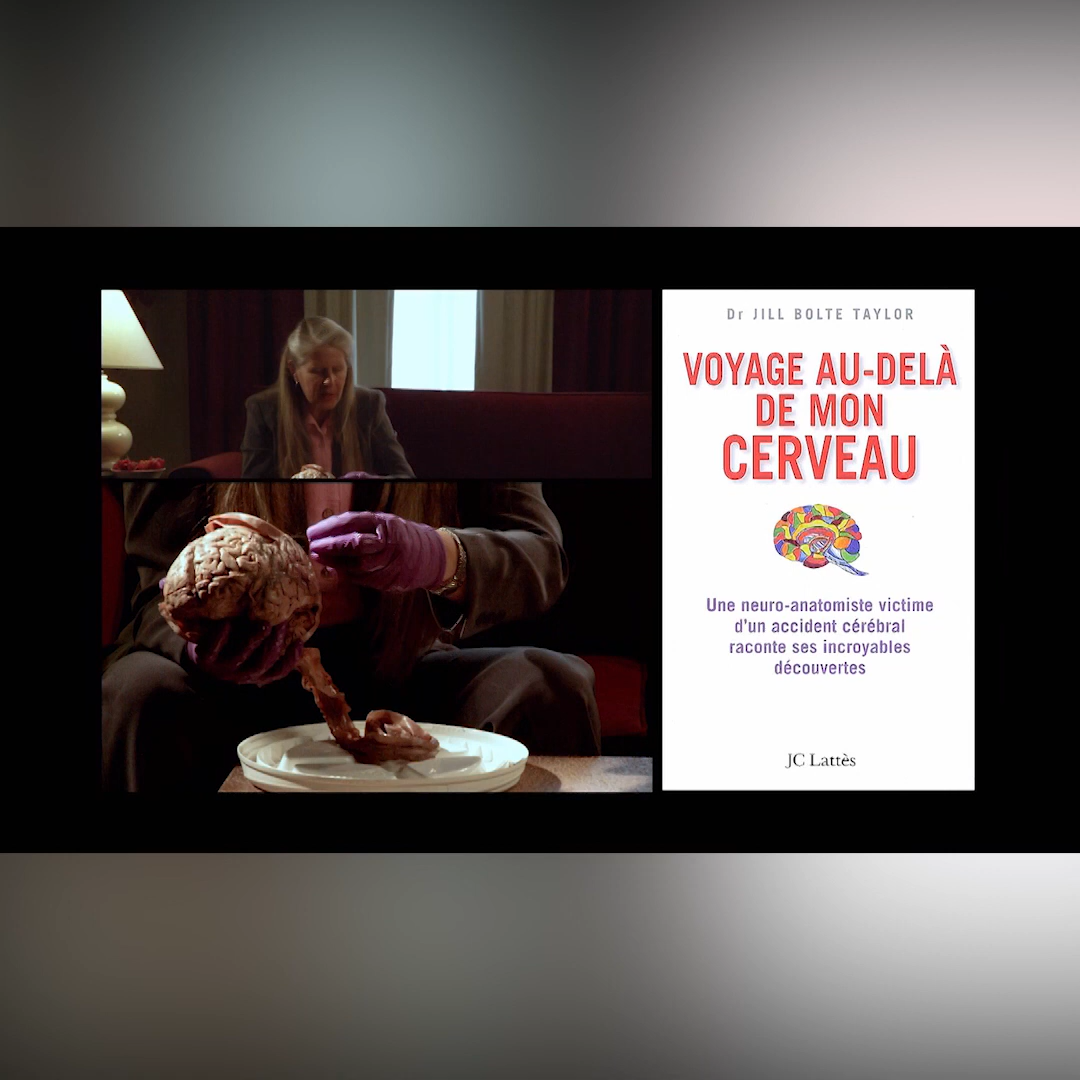 Dr JILL BOLTE TAYLOR
VOYAGE AU-DELÀ
DE MON
CERVEAU
Une neuro-anatomiste victime
d'un accident cérébral
raconte ses incroyables
découvertes
JC Lattès